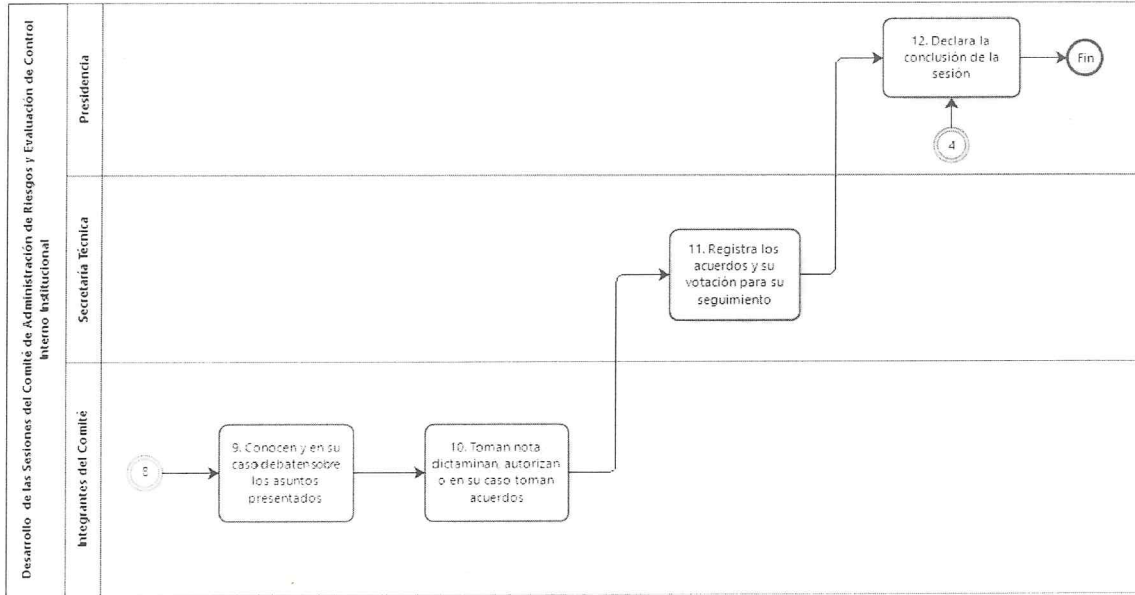 Desarrollo de las Sesiones del Comité de Administración de Riesgos y Evaluación de Control
Interno Institucional
Presidencia
12. Declara la
conclusión de la
sesión
Fin
4
Secretaría Técnica
11. Registra los
acuerdos y su
votación para su
seguimiento
Integrantes del Comité
8
9. Conocen y en su
caso debaten sobre
los asuntos
presentados
10. Toman nota
dictaminan, autorizan
o en su caso toman
acuerdos